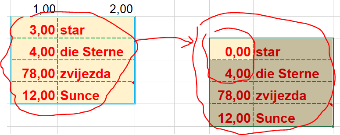 1,00 2,00
3,00 star
4,00 die Sterne
78,00 zvijezda
12,00 Sunce
0,00 star
4,00 die Sterne
78,00 zvijezda
12,00 Sunce